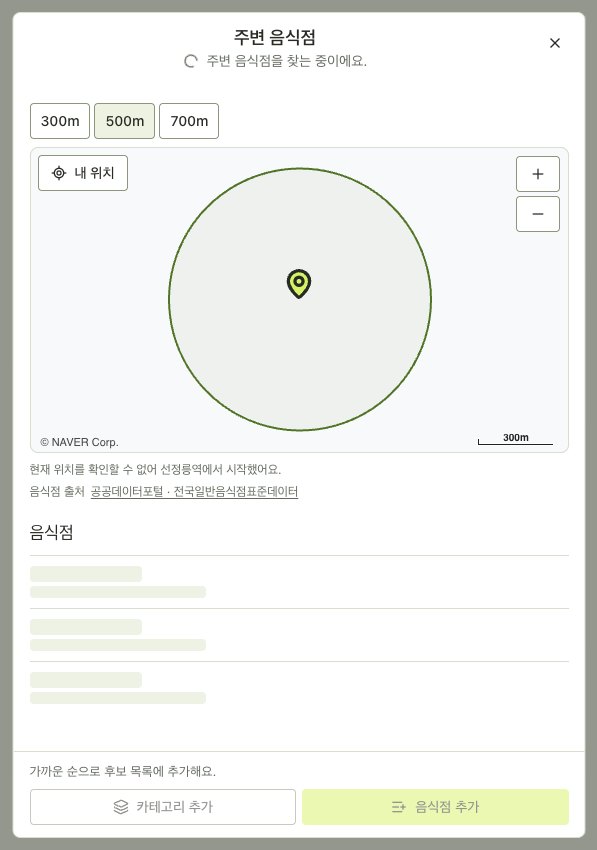 주변 음식점
주변 음식점을 찾는 중이에요.
300m 500m 700m
내 위치
© NAVER Corp.
300m
현재 위치를 확인할 수 없어 선정릉역에서 시작했어요.
음식점 출처 공공데이터포털 · 전국일반음식점표준데이터
음식점
가까운 순으로 후보 목록에 추가해요.
카테고리 추가 음식점 추가